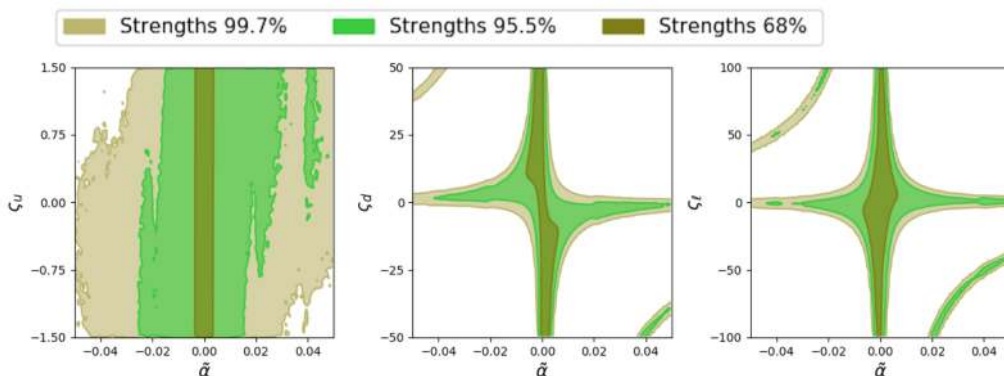 Strengths 99.7% Strengths 95.5% Strengths 68%
1.50 50 100
0.75 25 50
ςu 0.00 ςd 0 ςℓ 0
−0.75 −25 −50
−1.50 −50 −100
−0.04 −0.02 0.00 0.02 0.04 −0.04 −0.02 0.00 0.02 0.04 −0.04 −0.02 0.00 0.02 0.04
α̃ α̃ α̃